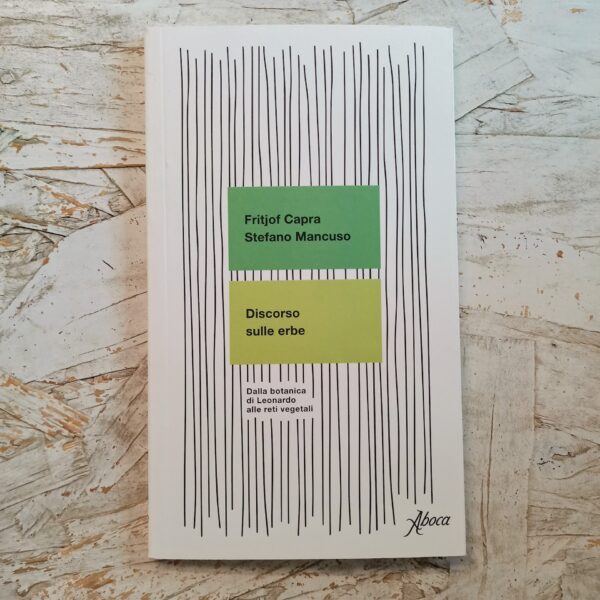 Fritjof Capra
Stefano Mancuso
Discorso
sulle erbe
Dalla botanica
di Leonardo
alle reti vegetali
Aboca